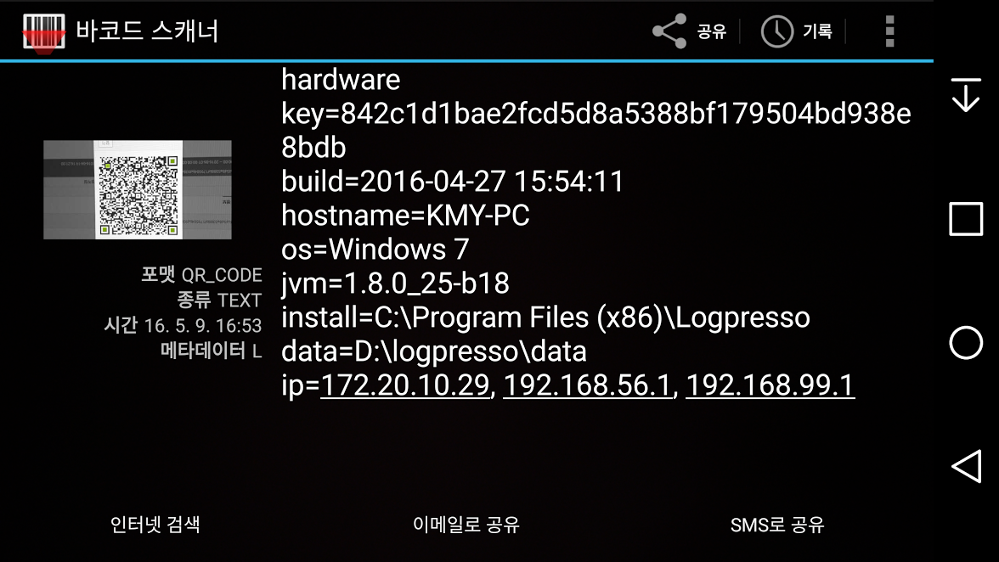 바코드 스캐너
공유
기록
hardware
key=842c1d1bae2fcd5d8a5388bf179504bd938e
8bdb
build=2016-04-27 15:54:11
hostname=KMY-PC
os=Windows 7
jvm=1.8.0_25-b18
install=C:\Program Files (x86)\Logpresso
data=D:\logpresso\data
ip=172.20.10.29, 192.168.56.1, 192.168.99.1
포맷 QR_CODE
종류 TEXT
시간 16. 5. 9. 16:53
메타데이터 L
인터넷 검색
이메일로 공유
SMS로 공유